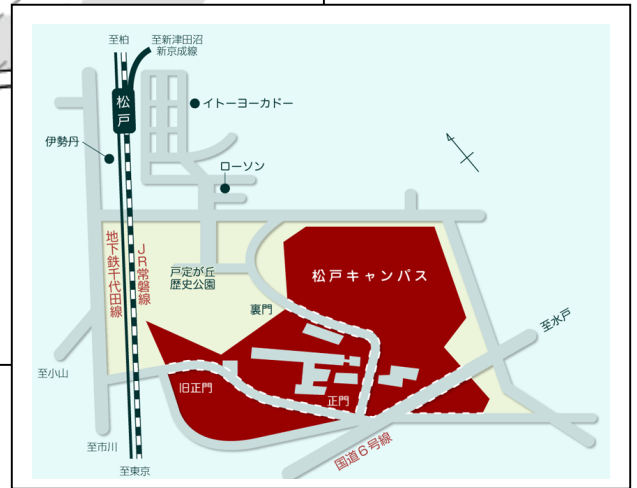 至柏
至新津田沼
新京成線
松戸
イトーヨーカドー
伊勢丹
ローソン
地下鉄千代田線
JR常磐線
戸定が丘
歴史公園
松戸キャンパス
裏門
至水戸
至小山
旧正門
正門
国道6号線
至市川
至東京
4